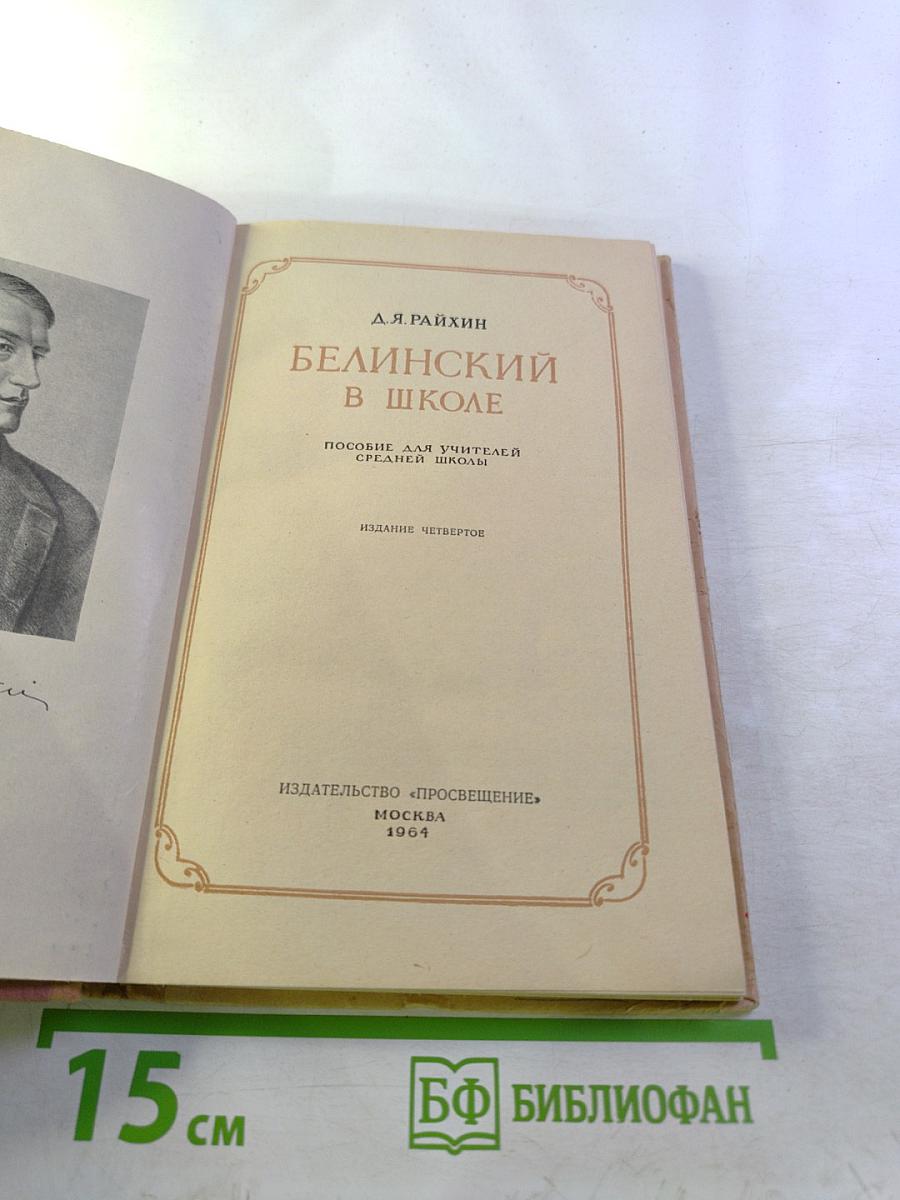 Д. Я. РАЙХИН
БЕЛИНСКИЙ
В ШКОЛЕ
ПОСОБИЕ ДЛЯ УЧИТЕЛЕЙ
СРЕДНЕЙ ШКОЛЫ
ИЗДАНИЕ ЧЕТВЕРТОЕ
ИЗДАТЕЛЬСТВО «ПРОСВЕЩЕНИЕ»
МОСКВА
1964
15 см
БФ БИБЛИОФАН